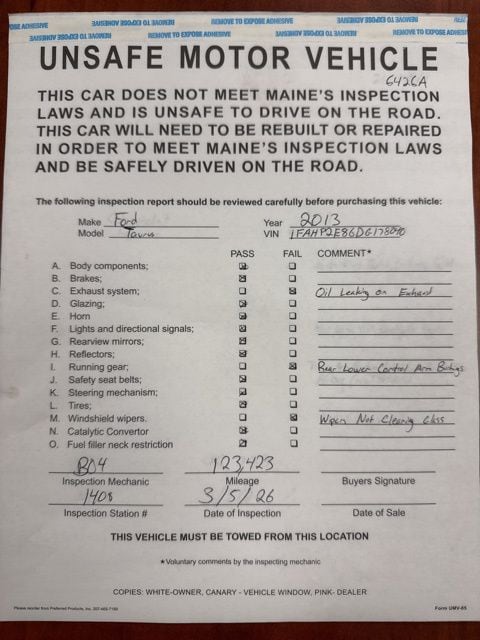 REMOVE TO EXPOSE ADHESIVE
UNSAFE MOTOR VEHICLE
6426A
THIS CAR DOES NOT MEET MAINE'S INSPECTION
LAWS AND IS UNSAFE TO DRIVE ON THE ROAD.
THIS CAR WILL NEED TO BE REBUILT OR REPAIRED
IN ORDER TO MEET MAINE'S INSPECTION LAWS
AND BE SAFELY DRIVEN ON THE ROAD.
The following inspection report should be reviewed carefully before purchasing this vehicle:
Make Ford Year 2013
Model Taurus VIN
PASS FAIL COMMENT*
A. Body components;
B. Brakes;
C. Exhaust system; Oil Leaking on Exhaust
D. Glazing;
E. Horn
F. Lights and directional signals;
G. Rearview mirrors;
H. Reflectors;
I. Running gear; Rear Lower Control Arm Bushings
J. Safety seat belts;
K. Steering mechanism;
L. Tires;
M. Windshield wipers. Wipers Not Cleaning Glass
N. Catalytic Convertor
O. Fuel filler neck restriction
B04 123,423
Inspection Mechanic Mileage Buyers Signature
1408 3/5/26
Inspection Station # Date of Inspection Date of Sale
THIS VEHICLE MUST BE TOWED FROM THIS LOCATION
*Voluntary comments by the inspecting mechanic
COPIES: WHITE-OWNER, CANARY - VEHICLE WINDOW, PINK- DEALER
Form UMV-65